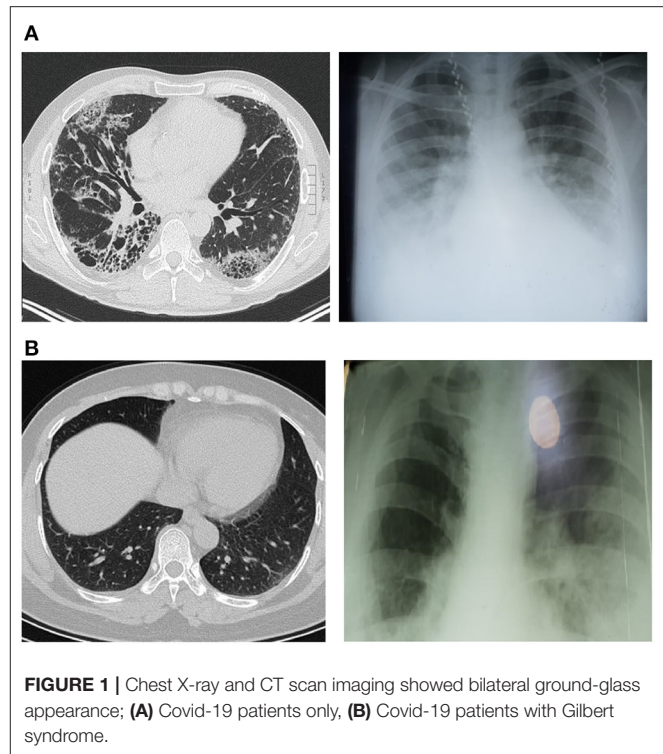 A
B
FIGURE 1 | Chest X-ray and CT scan imaging showed bilateral ground-glass
appearance; (A) Covid-19 patients only, (B) Covid-19 patients with Gilbert
syndrome.